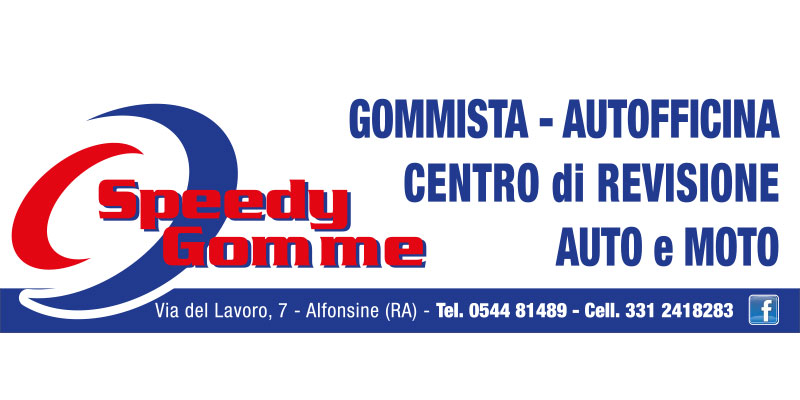 GOMMISTA - AUTOFFICINA
CENTRO di REVISIONE
AUTO e MOTO
Speedy
Gomme
Via del Lavoro, 7 - Alfonsine (RA) - Tel. 0544 81489 - Cell. 331 2418283
f